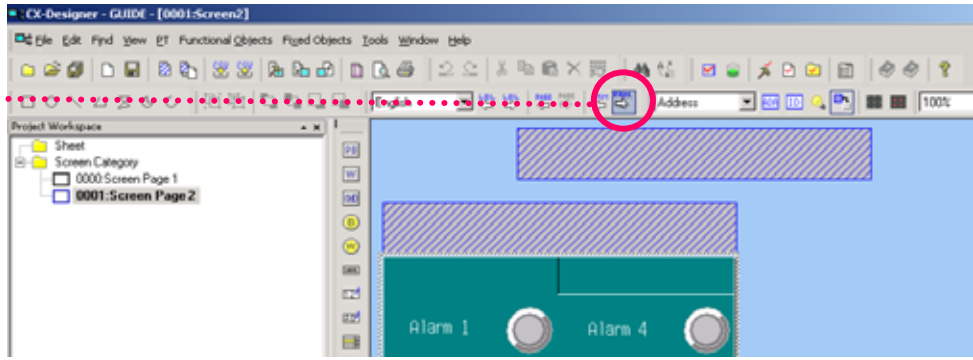 CX-Designer - GUIDE - [0001:Screen2]
File Edit Find View PT Functional Objects Fixed Objects Tools Window Help
English Address 100%
Project Workspace
Sheet
Screen Category
0000:Screen Page 1
0001:Screen Page 2
Alarm 1 Alarm 4